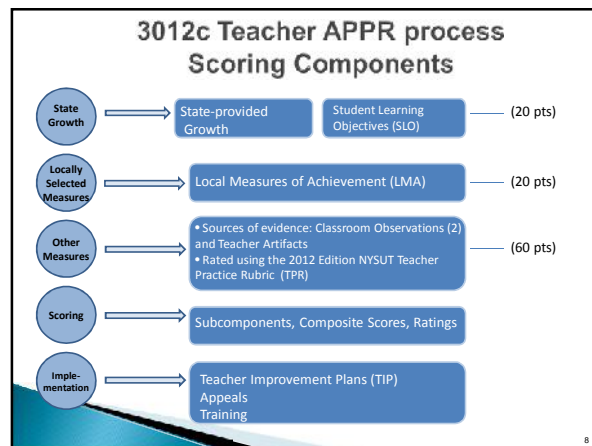 3012c Teacher APPR process
Scoring Components
State
Growth
State-provided
Growth
Student Learning
Objectives (SLO)
(20 pts)
Locally
Selected
Measures
Local Measures of Achievement (LMA)
(20 pts)
Other
Measures
• Sources of evidence: Classroom Observations (2)
and Teacher Artifacts
• Rated using the 2012 Edition NYSUT Teacher
Practice Rubric (TPR)
(60 pts)
Scoring
Subcomponents, Composite Scores, Ratings
Imple-
mentation
Teacher Improvement Plans (TIP)
Appeals
Training
8